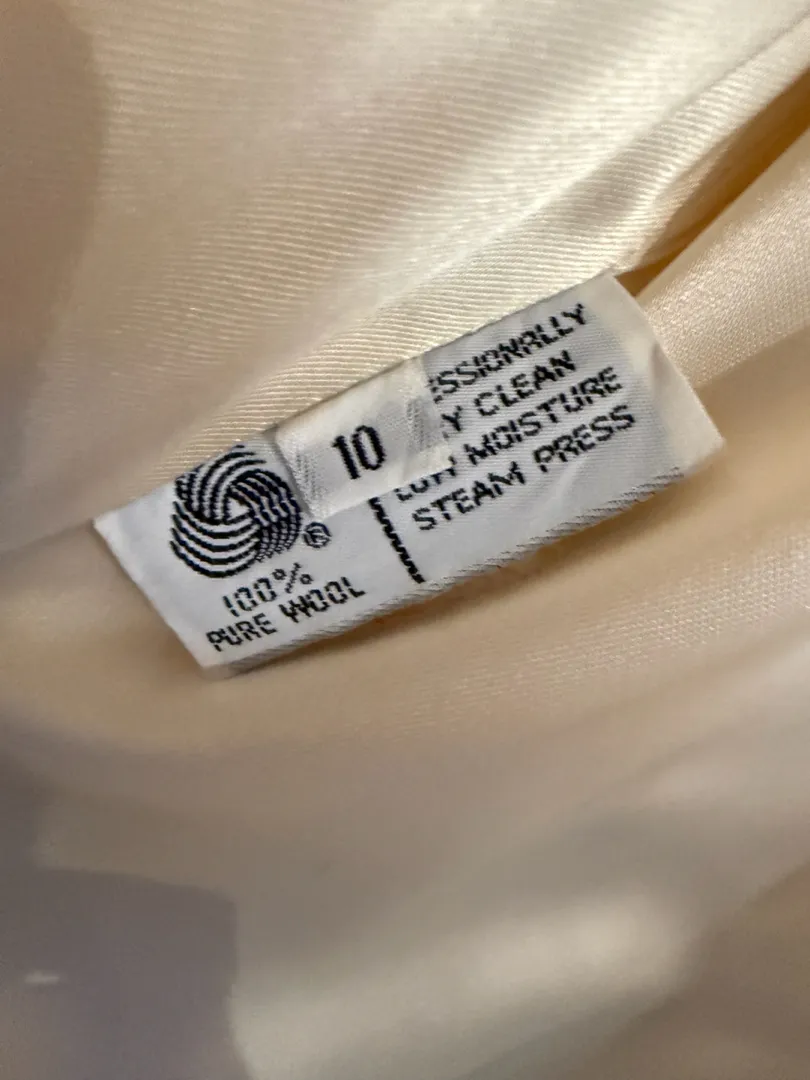 10
®
100%
PURE WOOL
ESSIONALLY
Y CLEAN
LOW MOISTURE
STEAM PRESS